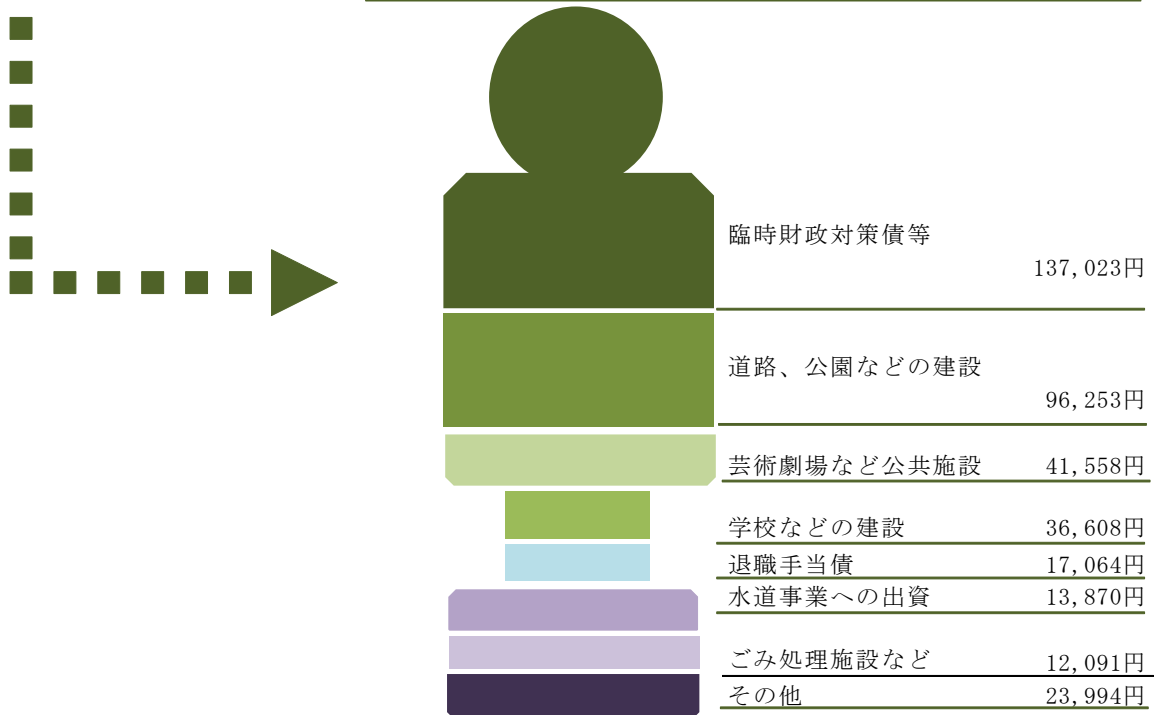 臨時財政対策債等
137,023円
道路、公園などの建設
96,253円
芸術劇場など公共施設 41,558円
学校などの建設 36,608円
退職手当債 17,064円
水道事業への出資 13,870円
ごみ処理施設など 12,091円
その他 23,994円